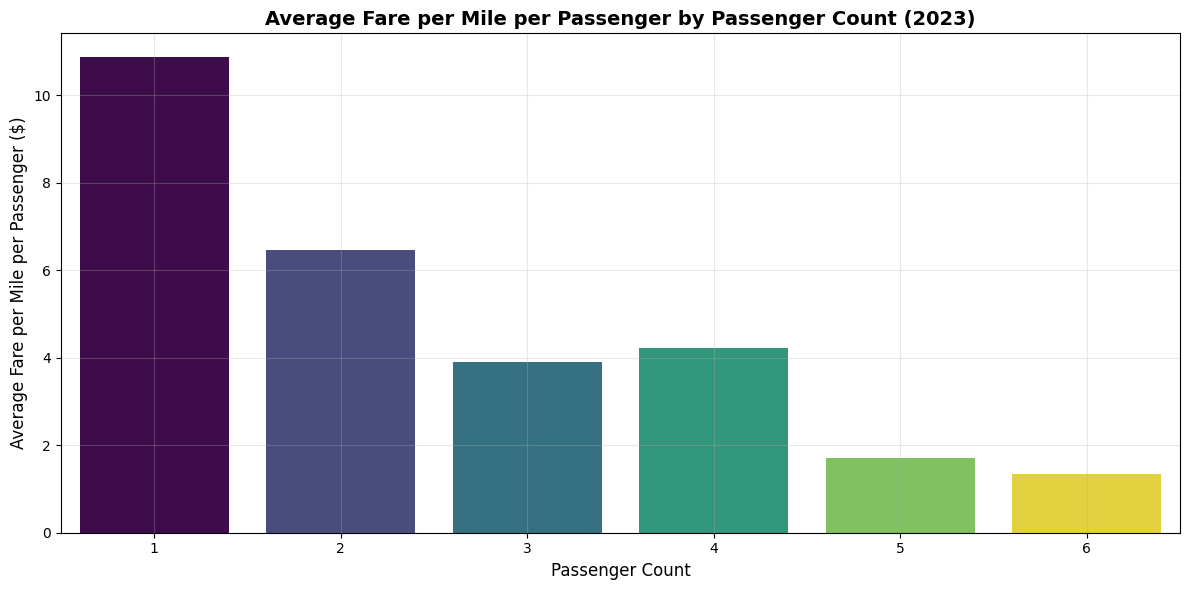 Average Fare per Mile per Passenger by Passenger Count (2023)
Average Fare per Mile per Passenger ($)
10
8
6
4
2
0
1 2 3 4 5 6
Passenger Count